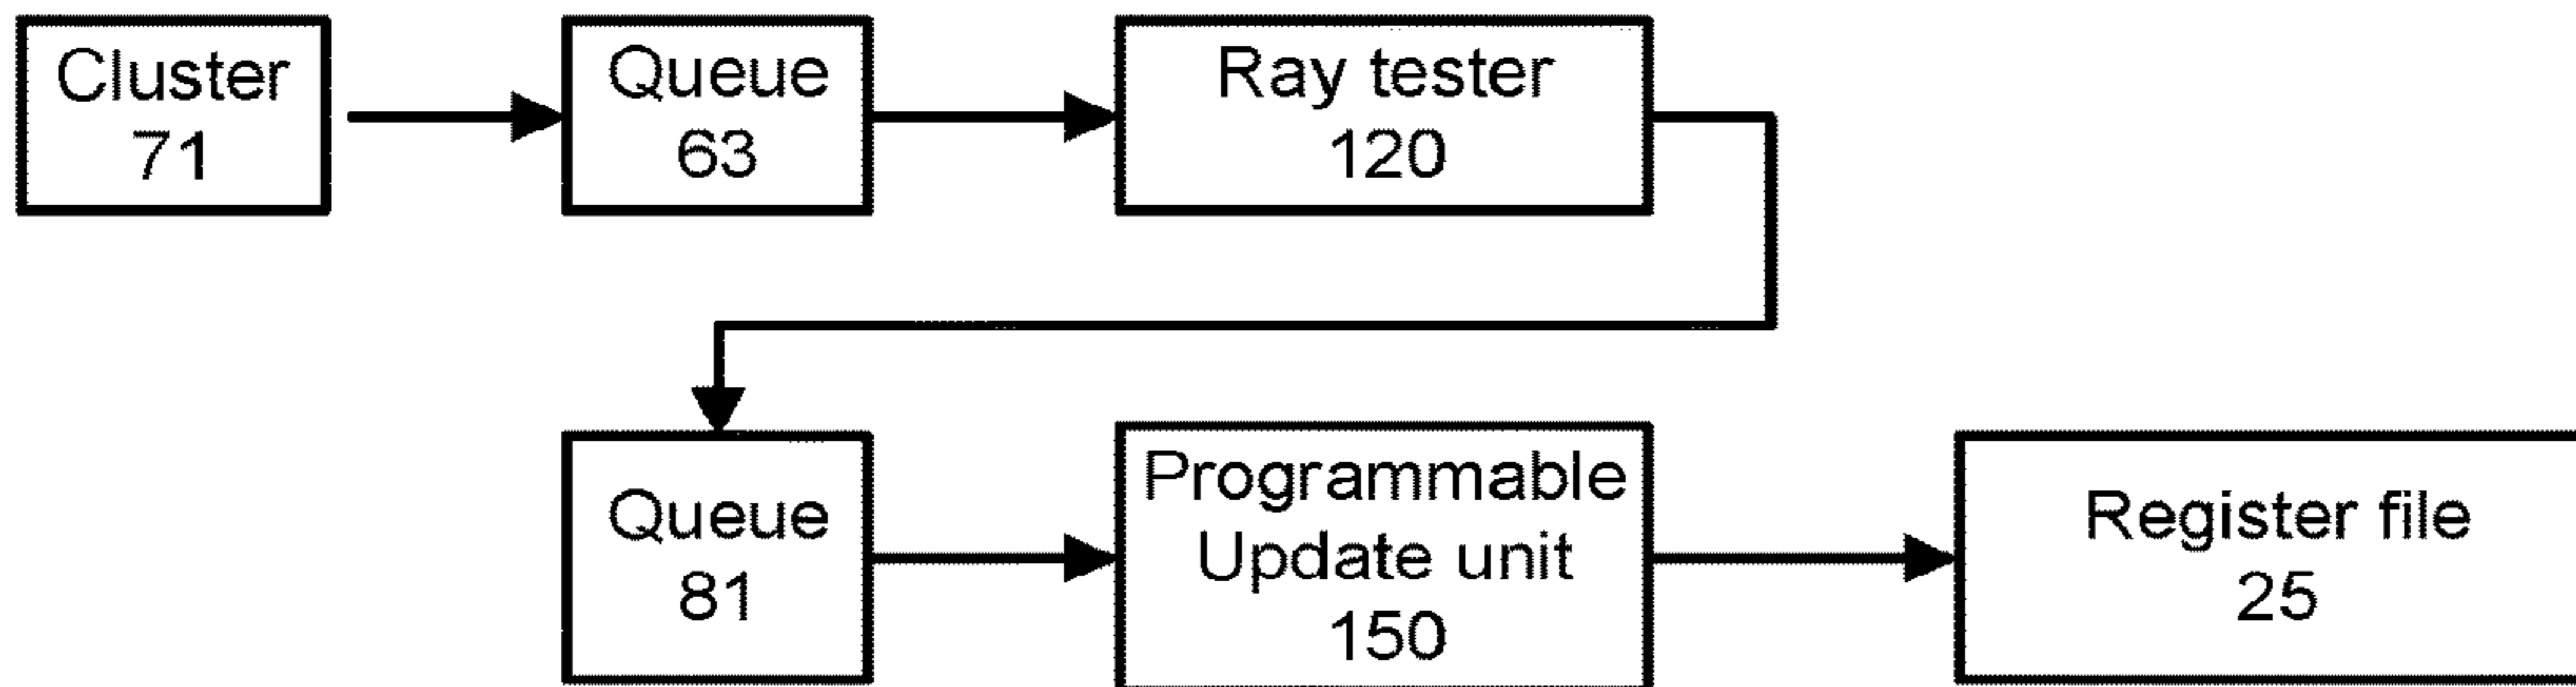 Cluster
71
Queue
63
Ray tester
120
Queue
81
Programmable
Update unit
150
Register file
25